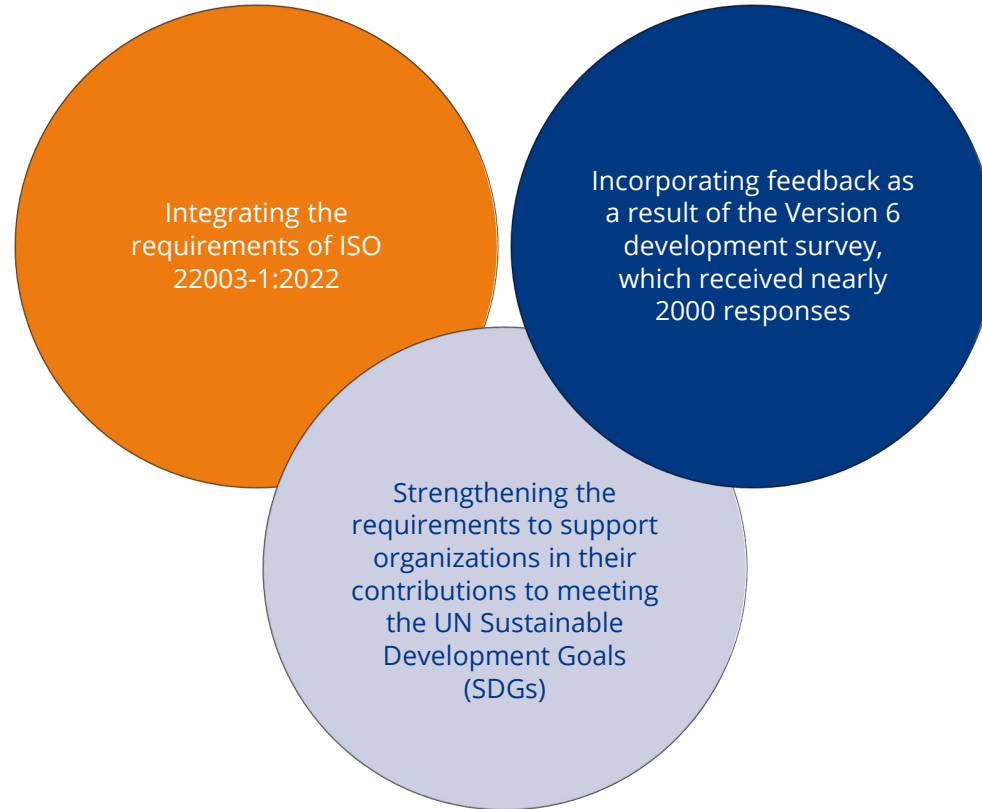 Integrating the
requirements of ISO
22003-1:2022
Incorporating feedback as
a result of the Version 6
development survey,
which received nearly
2000 responses
Strengthening the
requirements to support
organizations in their
contributions to meeting
the UN Sustainable
Development Goals
(SDGs)